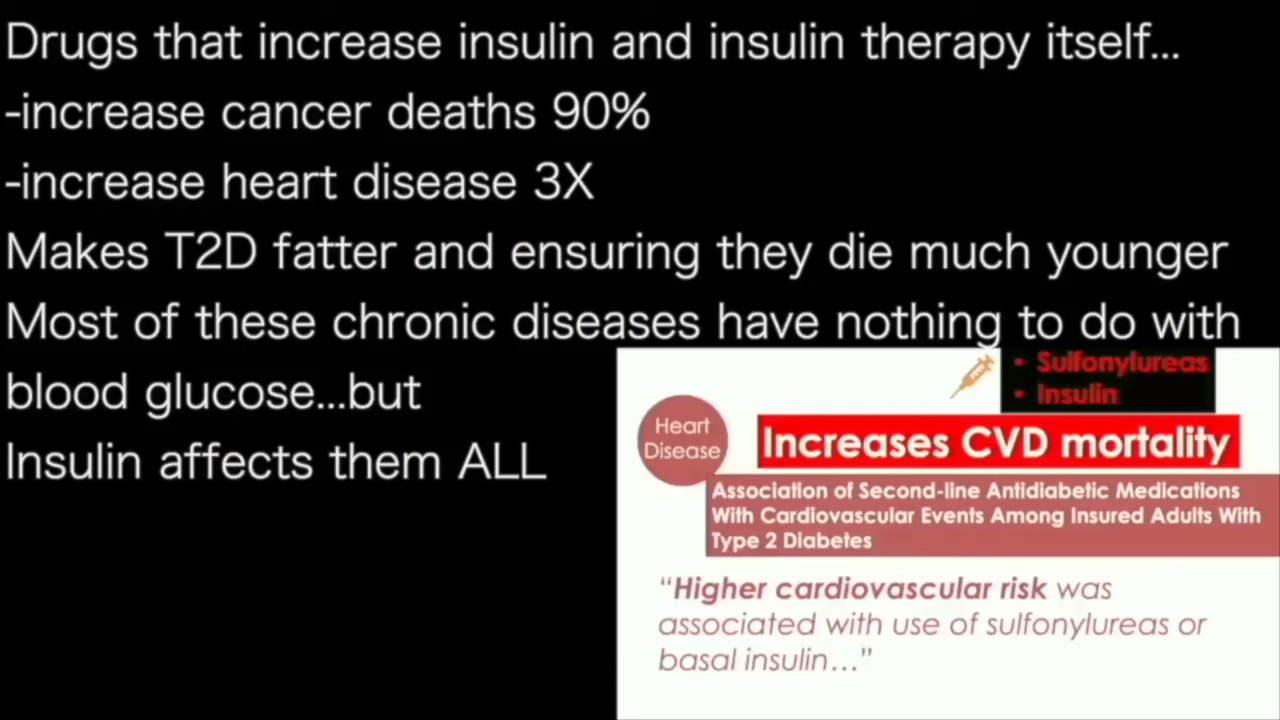 Drugs that increase insulin and insulin therapy itself...
-increase cancer deaths 90%
-increase heart disease 3X
Makes T2D fatter and ensuring they die much younger
Most of these chronic diseases have nothing to do with
blood glucose...but
Insulin affects them ALL
• Sulfonylureas
• Insulin
Heart
Disease
Increases CVD mortality
Association of Second-line Antidiabetic Medications
With Cardiovascular Events Among Insured Adults With
Type 2 Diabetes
“Higher cardiovascular risk was
associated with use of sulfonylureas or
basal insulin...”